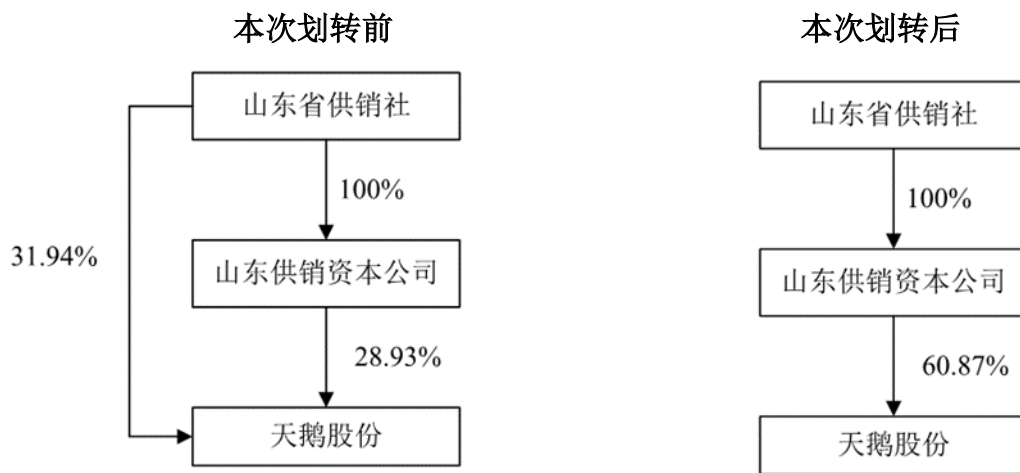 本次划转前
山东省供销社
100%
31.94%
山东供销资本公司
28.93%
天鹅股份
本次划转后
山东省供销社
100%
山东供销资本公司
60.87%
天鹅股份